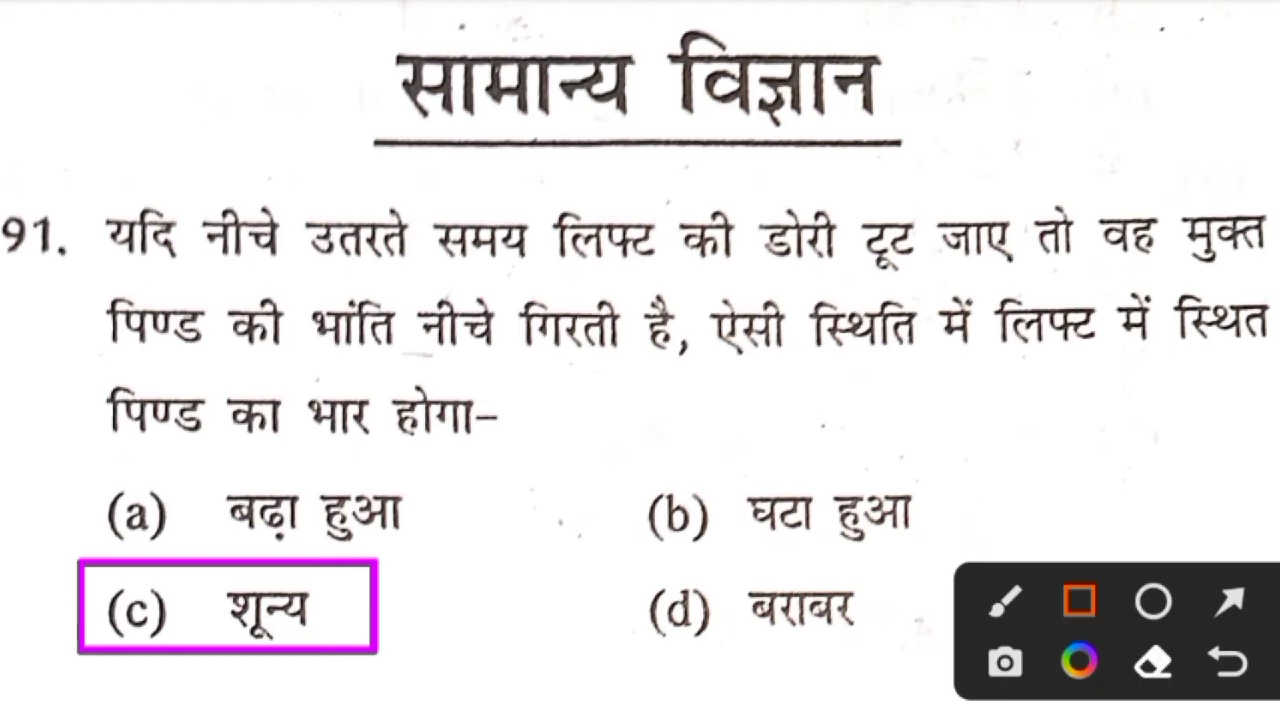 सामान्य विज्ञान
91. यदि नीचे उतरते समय लिफ्ट की डोरी टूट जाए तो वह मुक्त
पिण्ड की भांति नीचे गिरती है, ऐसी स्थिति में लिफ्ट में स्थित
पिण्ड का भार होगा–
(a) बढ़ा हुआ (b) घटा हुआ
(c) शून्य (d) बराबर